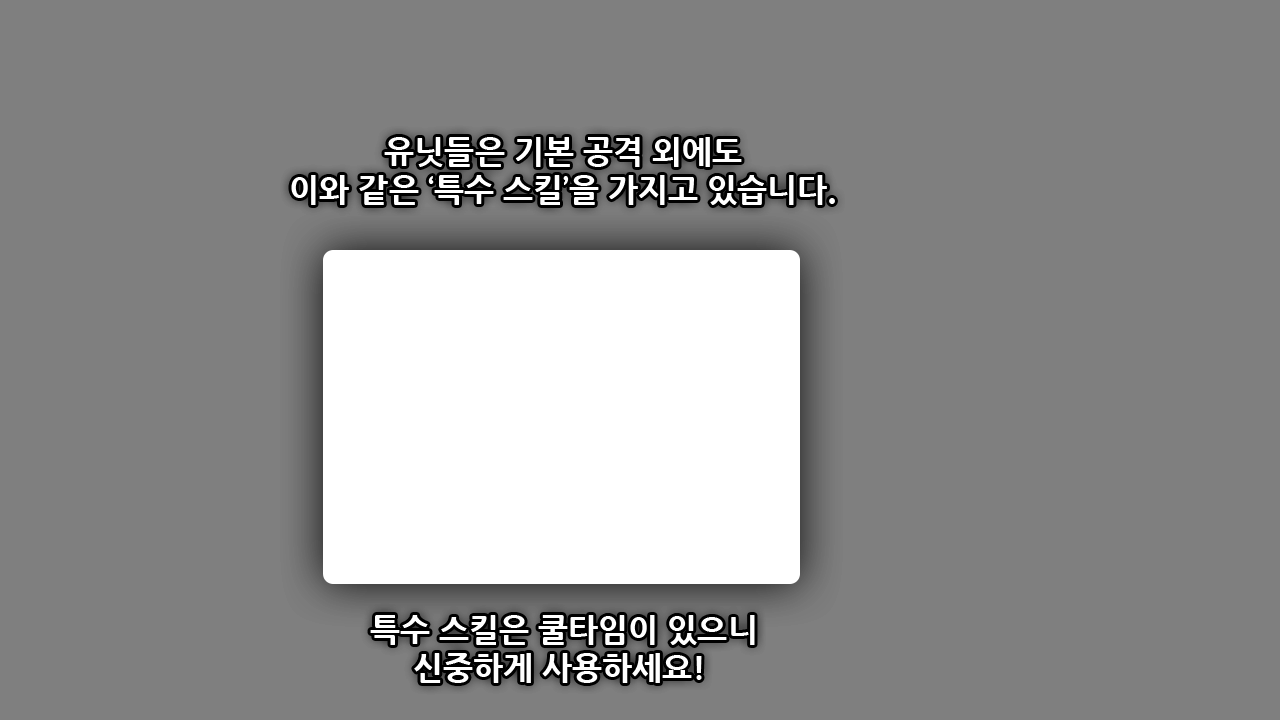 유닛들은 기본 공격 외에도
이와 같은 ‘특수 스킬’을 가지고 있습니다.
특수 스킬은 쿨타임이 있으니
신중하게 사용하세요!